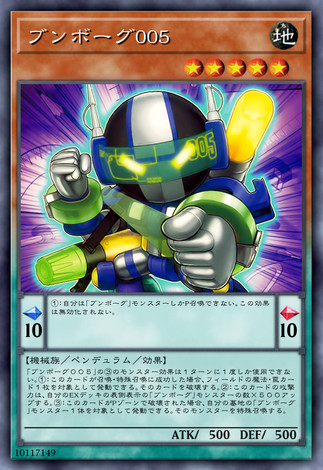 ブンボーグ005
地
005
①:自分は「ブンボーグ」モンスターしかP召喚できない。この効果
は無効化されない。
10
10
【機械族／ペンデュラム／効果】
「ブンボーグ００５」の③のモンスター効果は１ターンに１度しか使用できな
い。①:このカードが召喚・特殊召喚に成功した場合、フィールドの魔法・罠カー
ド１枚を対象として発動できる。そのカードを破壊する。②:このカードの攻撃
力は、自分のEXデッキの表側表示の「ブンボーグ」モンスターの数×５００アッ
プする。③:このカードがPゾーンで破壊された場合、自分の墓地の「ブンボーグ」
モンスター１体を対象として発動できる。そのモンスターを特殊召喚する。
ATK/ 500 DEF/ 500
10117149